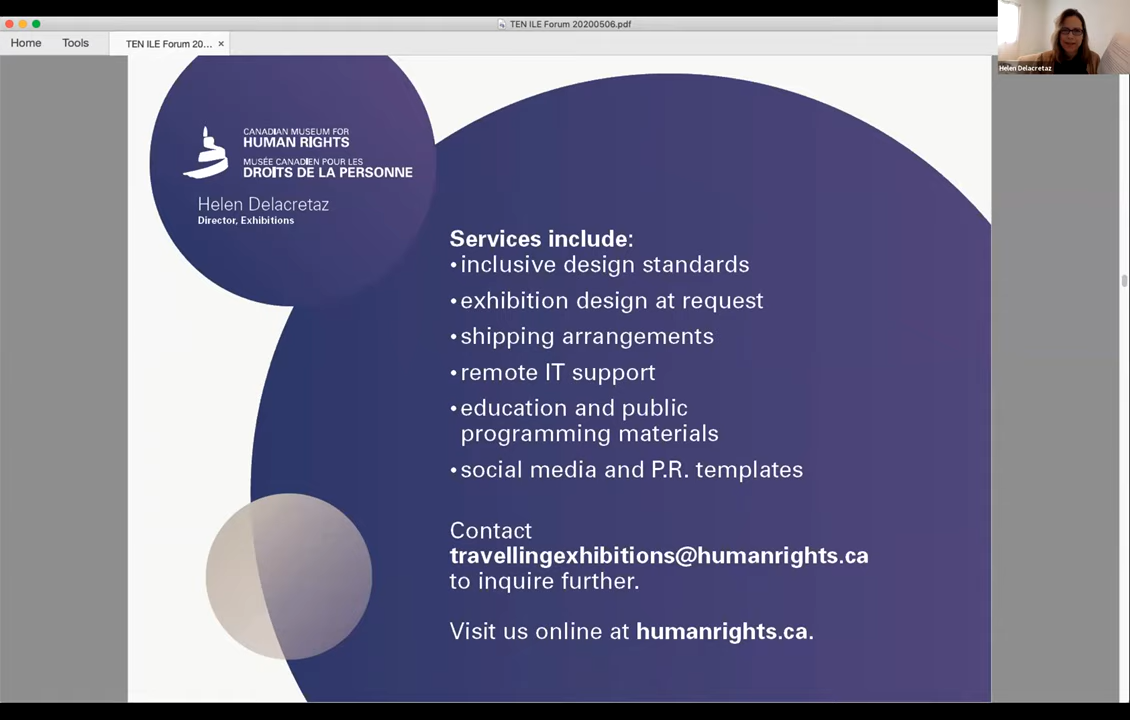 TEN ILE Forum 20200506.pdf
Home
Tools
TEN ILE Forum 20... ×
Helen Delacretaz
CANADIAN MUSEUM FOR
HUMAN RIGHTS
MUSÉE CANADIEN POUR LES
DROITS DE LA PERSONNE
Helen Delacretaz
Director, Exhibitions
Services include:
• inclusive design standards
• exhibition design at request
• shipping arrangements
• remote IT support
• education and public
programming materials
• social media and P.R. templates
Contact
travellingexhibitions@humanrights.ca
to inquire further.
Visit us online at humanrights.ca.